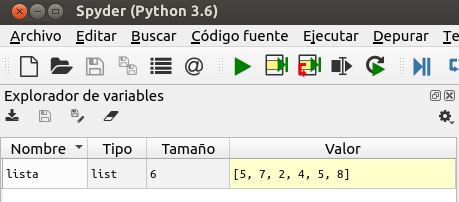 Spyder (Python 3.6)
Archivo Editar Buscar Código fuente Ejecutar Depurar Te
@
Explorador de variables
Nombre Tipo Tamaño Valor
lista list 6 [5, 7, 2, 4, 5, 8]